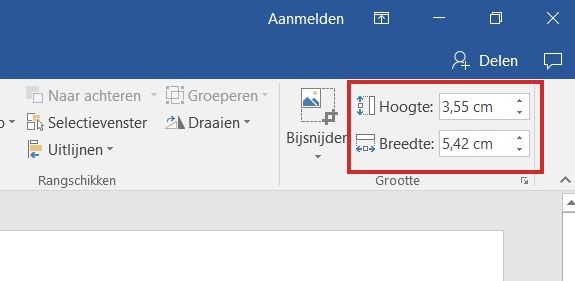 Aanmelden
Delen
Naar achteren
Groeperen
Hoogte: 3,55 cm
Selectievenster
Draaien
Bijsnijden
Breedte: 5,42 cm
Uitlijnen
Rangschikken
Grootte